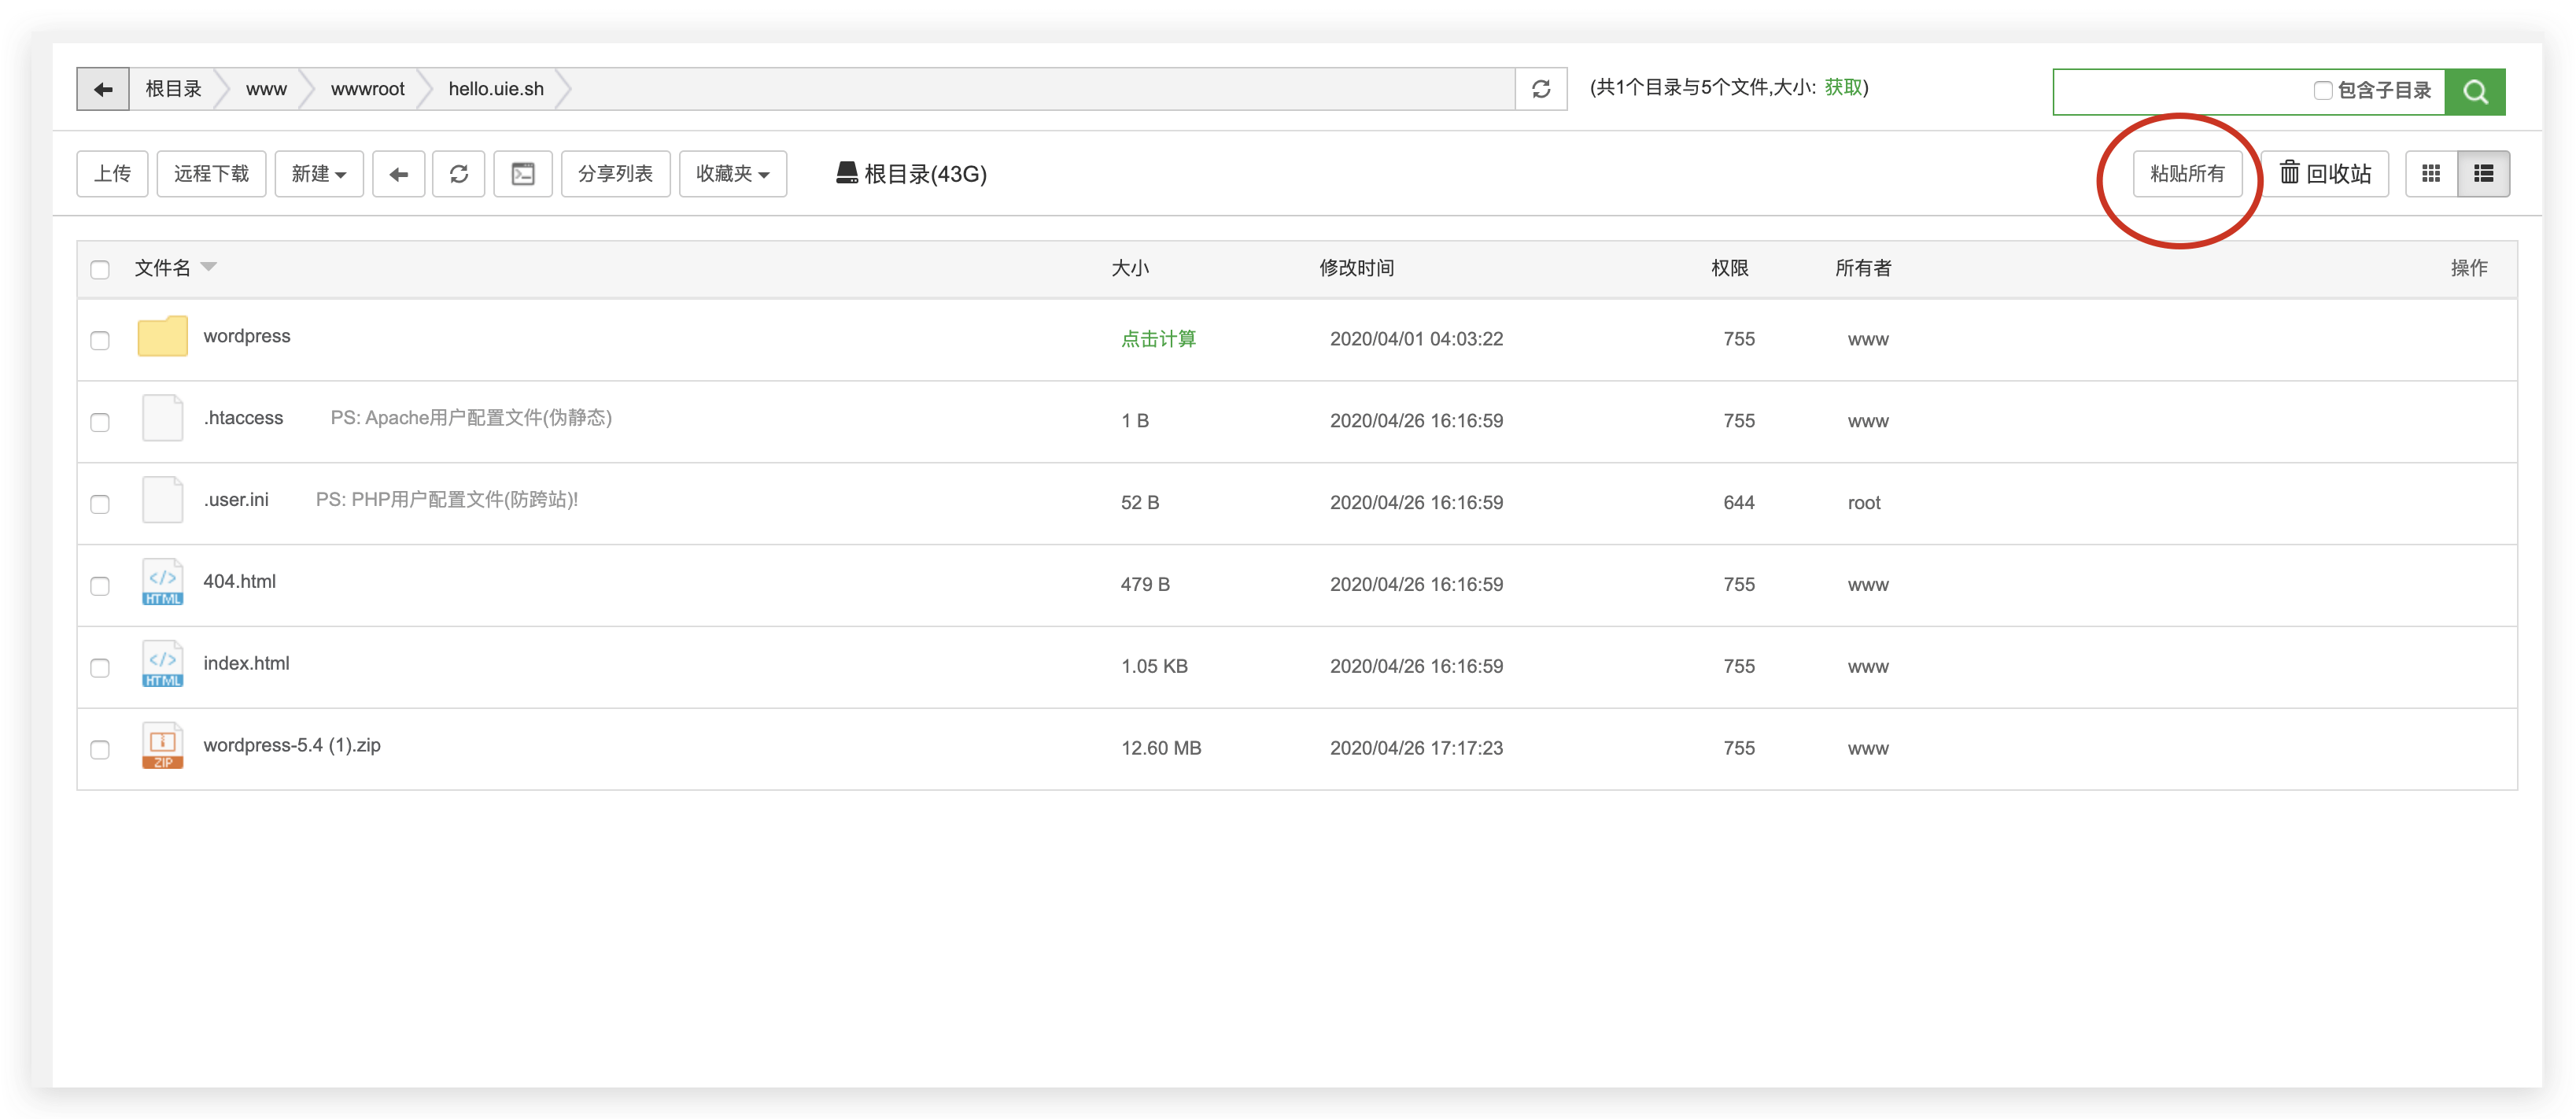 根目录 www wwwroot hello.uie.sh (共1个目录与5个文件,大小: 获取) 包含子目录
上传 远程下载 新建 分享列表 收藏夹 根目录(43G) 粘贴所有 回收站
文件名 大小 修改时间 权限 所有者 操作
wordpress 点击计算 2020/04/01 04:03:22 755 www
.htaccess PS: Apache用户配置文件(伪静态) 1 B 2020/04/26 16:16:59 755 www
.user.ini PS: PHP用户配置文件(防跨站)! 52 B 2020/04/26 16:16:59 644 root
HTML 404.html 479 B 2020/04/26 16:16:59 755 www
HTML index.html 1.05 KB 2020/04/26 16:16:59 755 www
ZIP wordpress-5.4 (1).zip 12.60 MB 2020/04/26 17:17:23 755 www